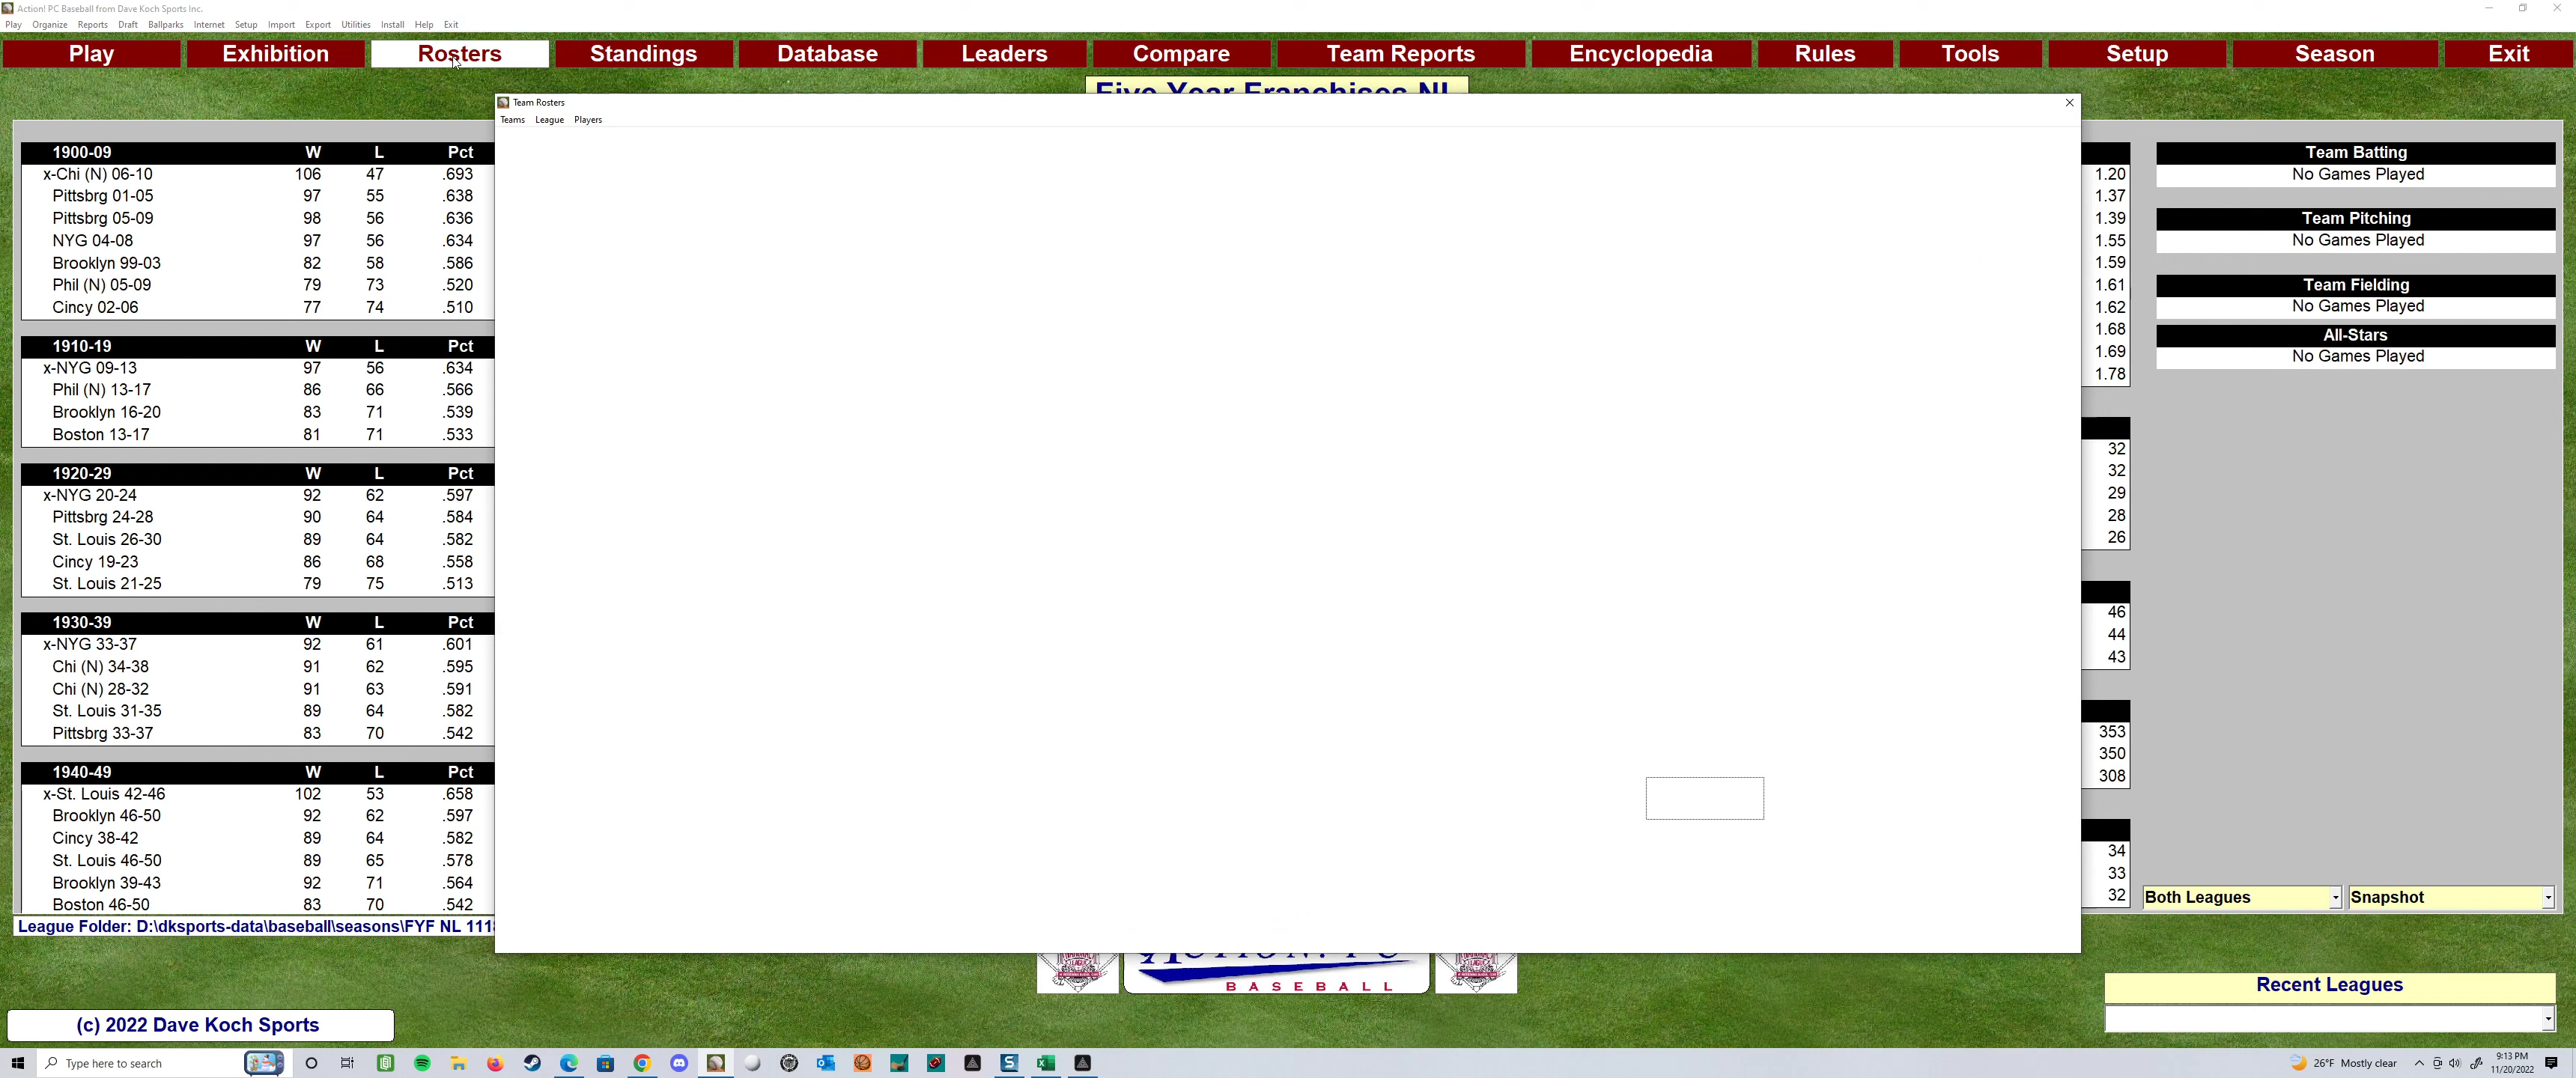 Action! PC Baseball from Dave Koch Sports Inc.
Play Organize Reports Draft Ballparks Internet Setup Import Export Utilities Install Help Exit
Play Exhibition Rosters Standings Database Leaders Compare Team Reports Encyclopedia Rules Tools Setup Season Exit
Five Year Franchises NL
Team Rosters
Teams League Players
1900-09 W L Pct
x-Chi (N) 06-10 106 47 .693
Pittsbrg 01-05 97 55 .638
Pittsbrg 05-09 98 56 .636
NYG 04-08 97 56 .634
Brooklyn 99-03 82 58 .586
Phil (N) 05-09 79 73 .520
Cincy 02-06 77 74 .510
1910-19 W L Pct
x-NYG 09-13 97 56 .634
Phil (N) 13-17 86 66 .566
Brooklyn 16-20 83 71 .539
Boston 13-17 81 71 .533
1920-29 W L Pct
x-NYG 20-24 92 62 .597
Pittsbrg 24-28 90 64 .584
St. Louis 26-30 89 64 .582
Cincy 19-23 86 68 .558
St. Louis 21-25 79 75 .513
1930-39 W L Pct
x-NYG 33-37 92 61 .601
Chi (N) 34-38 91 62 .595
Chi (N) 28-32 91 63 .591
St. Louis 31-35 89 64 .582
Pittsbrg 33-37 83 70 .542
1940-49 W L Pct
x-St. Louis 42-46 102 53 .658
Brooklyn 46-50 92 62 .597
Cincy 38-42 89 64 .582
St. Louis 46-50 89 65 .578
Brooklyn 39-43 92 71 .564
Boston 46-50 83 70 .542
League Folder: D:\dksports-data\baseball\seasons\FYF NL 1118
1.20
1.37
1.39
1.55
1.59
1.61
1.62
1.68
1.69
1.78
32
32
29
28
26
46
44
43
353
350
308
34
33
32
Team Batting
No Games Played
Team Pitching
No Games Played
Team Fielding
No Games Played
All-Stars
No Games Played
Both Leagues Snapshot
BASEBALL
Recent Leagues
(c) 2022 Dave Koch Sports
Type here to search
26°F Mostly clear
9:13 PM
11/20/2022